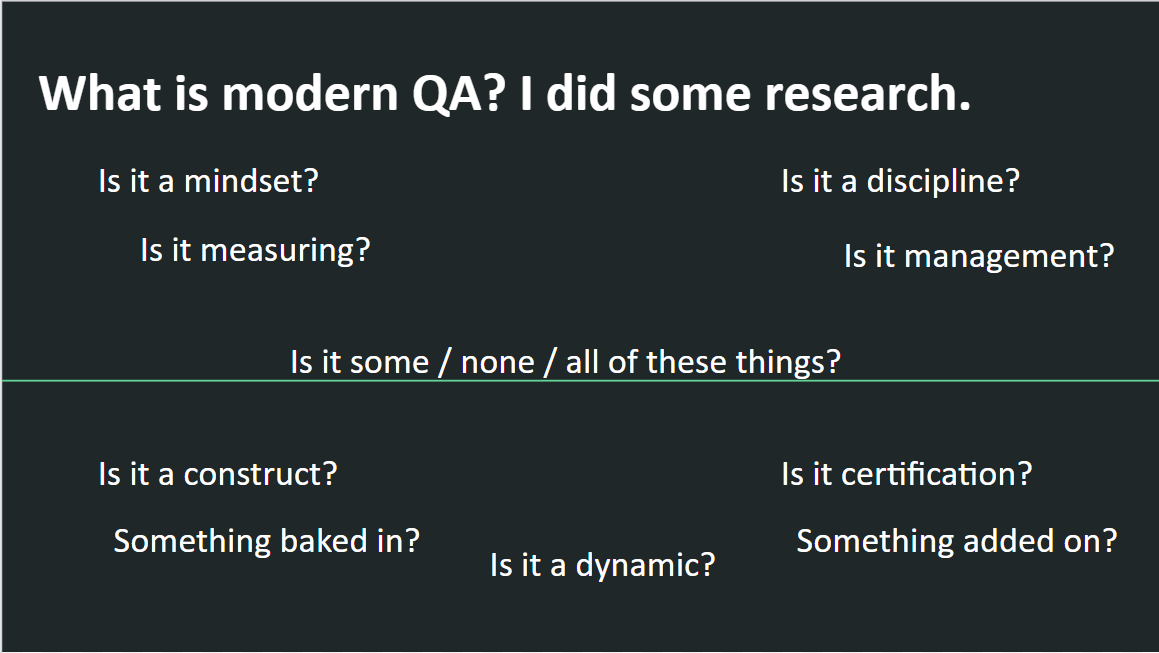 What is modern QA? I did some research.
Is it a mindset?
Is it a discipline?
Is it measuring?
Is it management?
Is it some / none / all of these things?
Is it a construct?
Is it certification?
Something baked in?
Something added on?
Is it a dynamic?